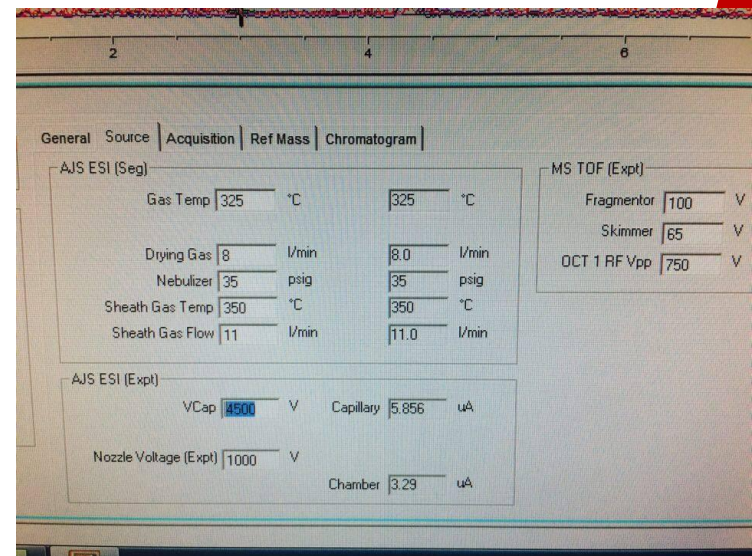 2 4 6
General Source Acquisition Ref Mass Chromatogram
AJS ESI (Seg)
Gas Temp 325 °C 325 °C
Drying Gas 8 l/min 8.0 l/min
Nebulizer 35 psig 35 psig
Sheath Gas Temp 350 °C 350 °C
Sheath Gas Flow 11 l/min 11.0 l/min
MS TOF (Expt)
Fragmentor 100 V
Skimmer 65 V
OCT 1 RF Vpp 750 V
AJS ESI (Expt)
VCap 4500 V Capillary 5.856 uA
Nozzle Voltage (Expt) 1000 V
Chamber 3.29 uA